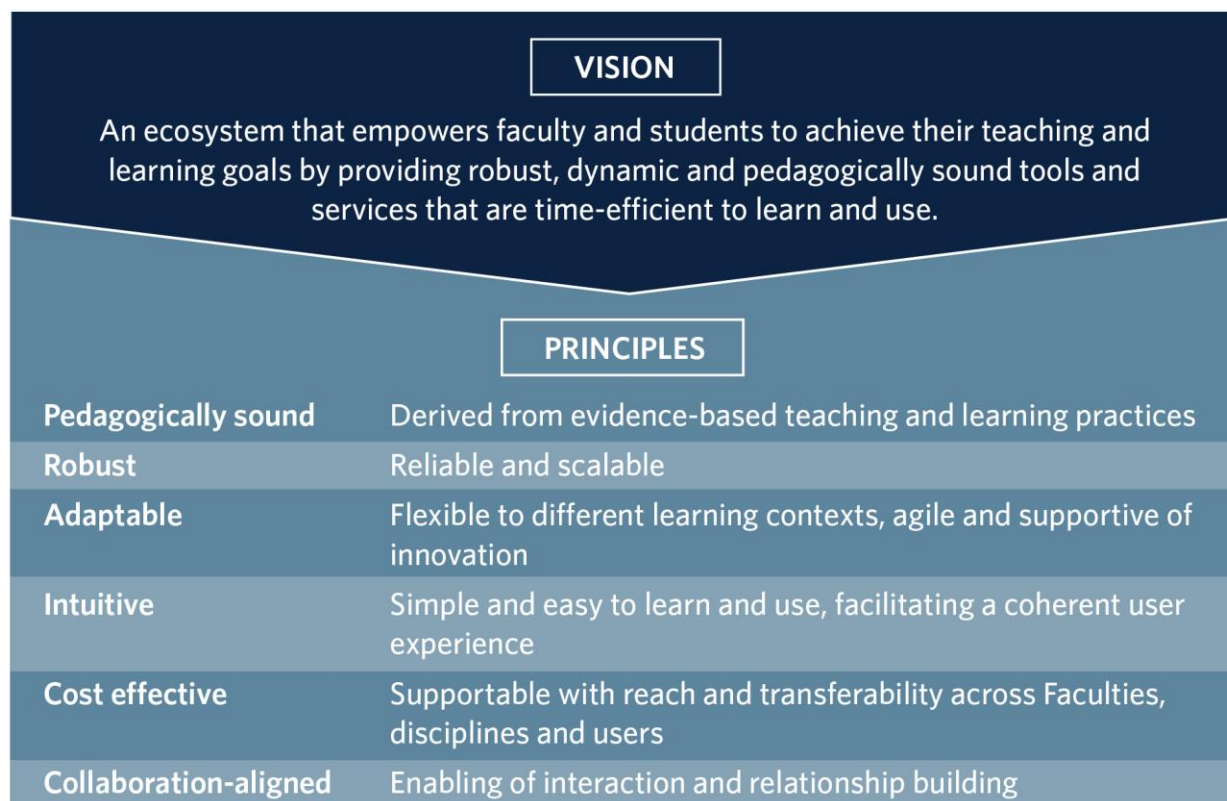 VISION
An ecosystem that empowers faculty and students to achieve their teaching and
learning goals by providing robust, dynamic and pedagogically sound tools and
services that are time-efficient to learn and use.
PRINCIPLES
Pedagogically sound Derived from evidence-based teaching and learning practices
Robust Reliable and scalable
Adaptable Flexible to different learning contexts, agile and supportive of
innovation
Intuitive Simple and easy to learn and use, facilitating a coherent user
experience
Cost effective Supportable with reach and transferability across Faculties,
disciplines and users
Collaboration-aligned Enabling of interaction and relationship building